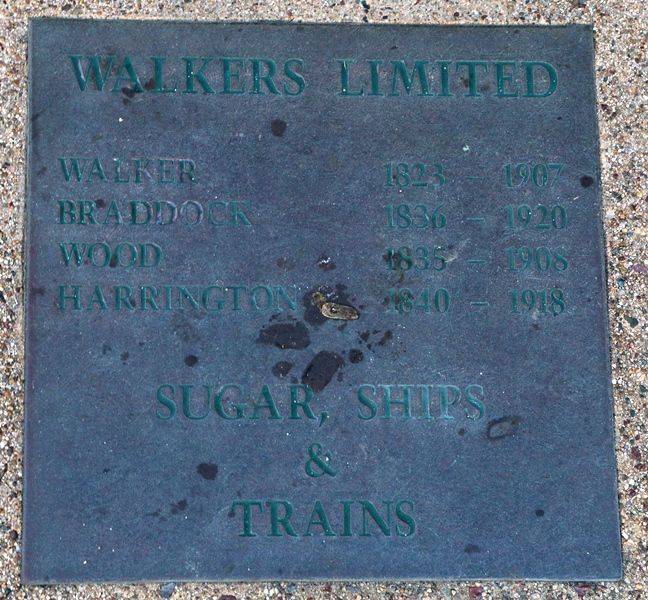 WALKERS LIMITED
WALKER 1823 – 1907
BRADDOCK 1836 – 1920
WOOD 1835 – 1908
HARRINGTON 1840 – 1918
SUGAR, SHIPS
&
TRAINS